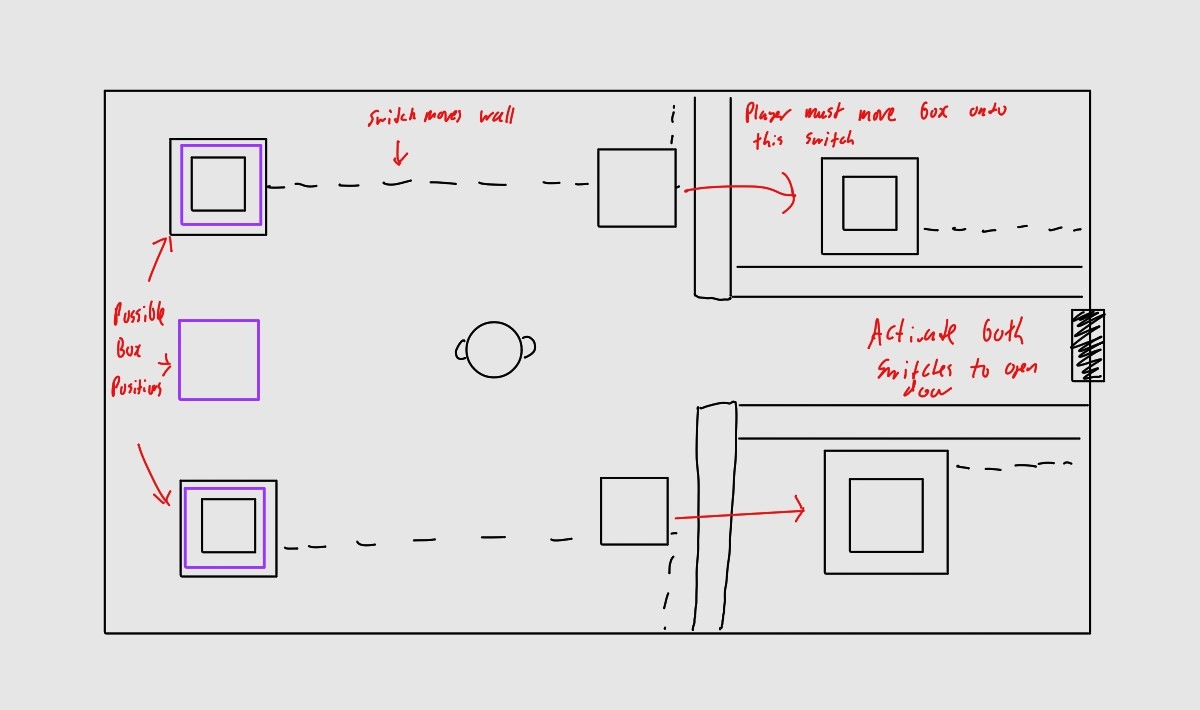 Switch moves wall
Player must move box onto
this switch
Possible
Box
Positions
Activate both
switches to open
door